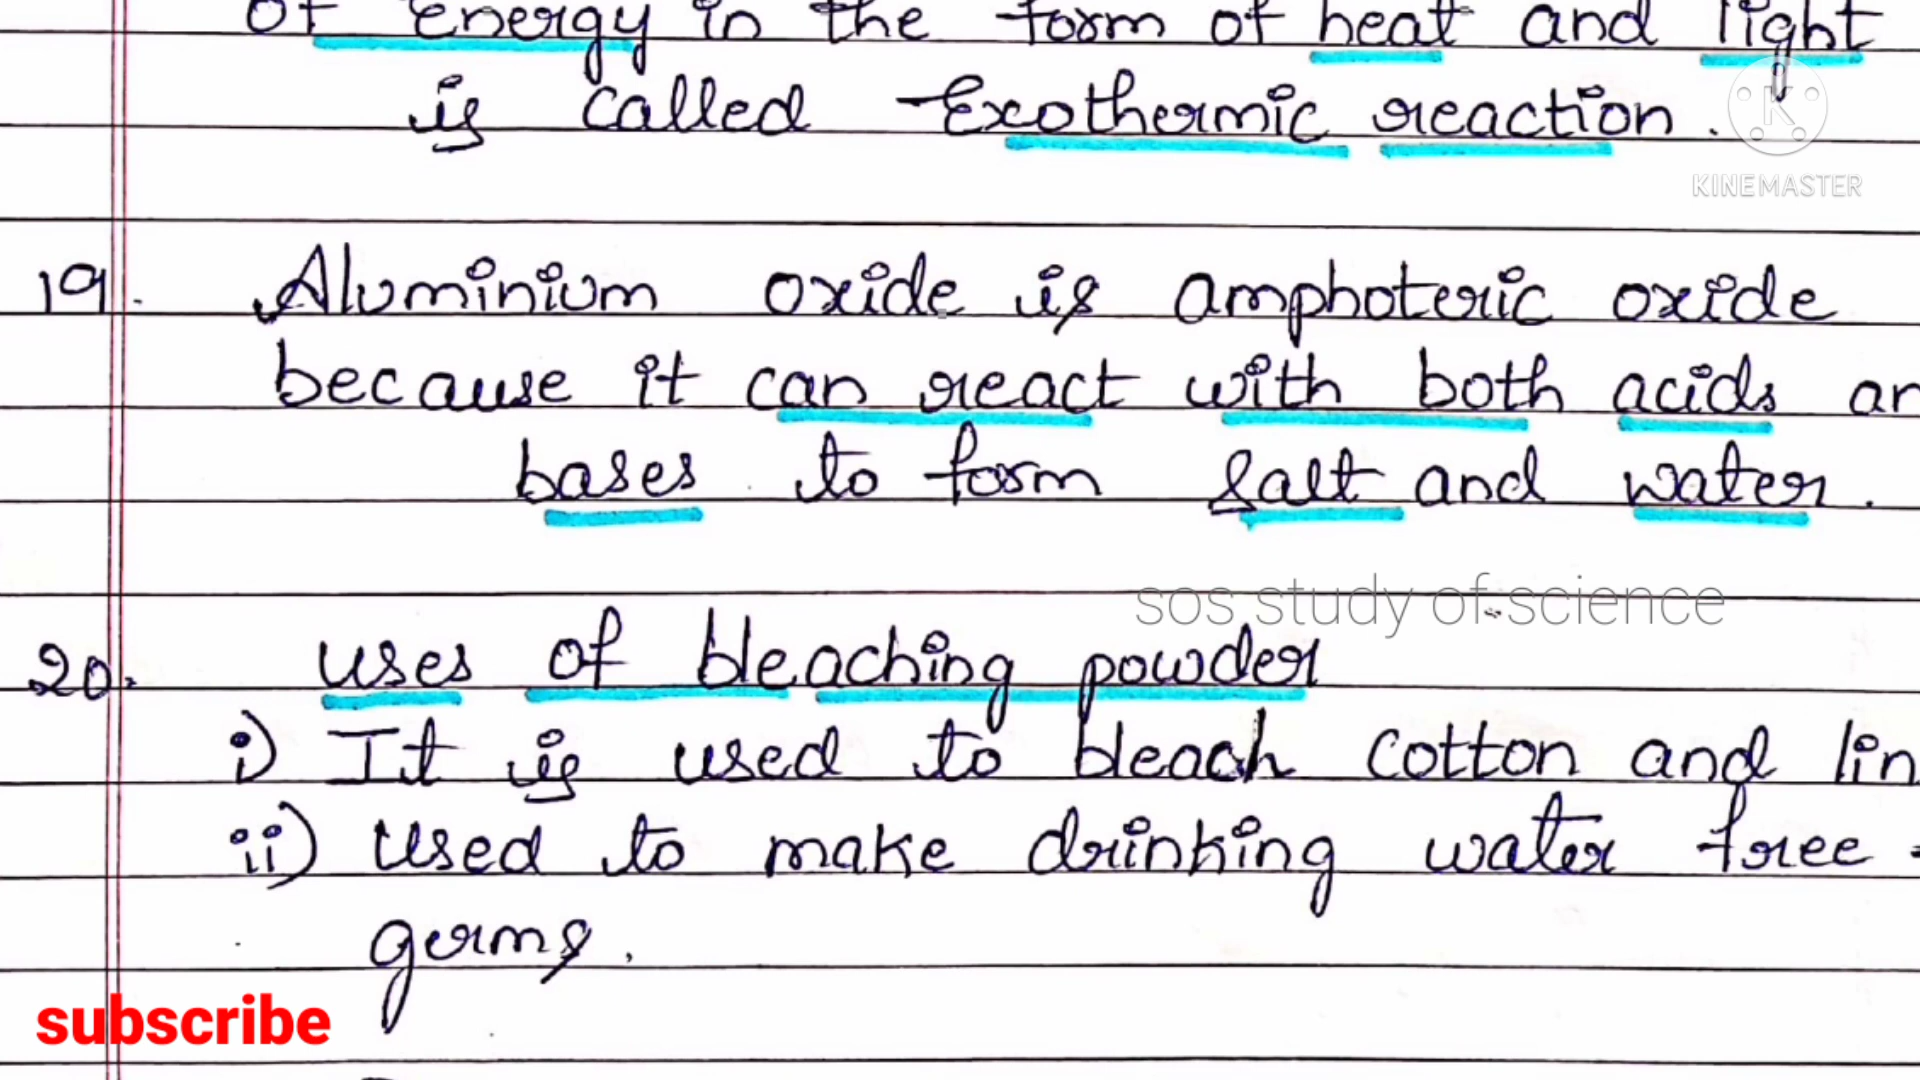 of energy in the form of heat and light
is called Exothermic reaction.
K
KINEMASTER
19. Aluminium oxide is amphoteric oxide
because it can react with both acids an
bases to form salt and water.
sos study of science
20. uses of bleaching powder
i) It is used to bleach cotton and lin
ii) Used to make drinking water free
germs.
subscribe